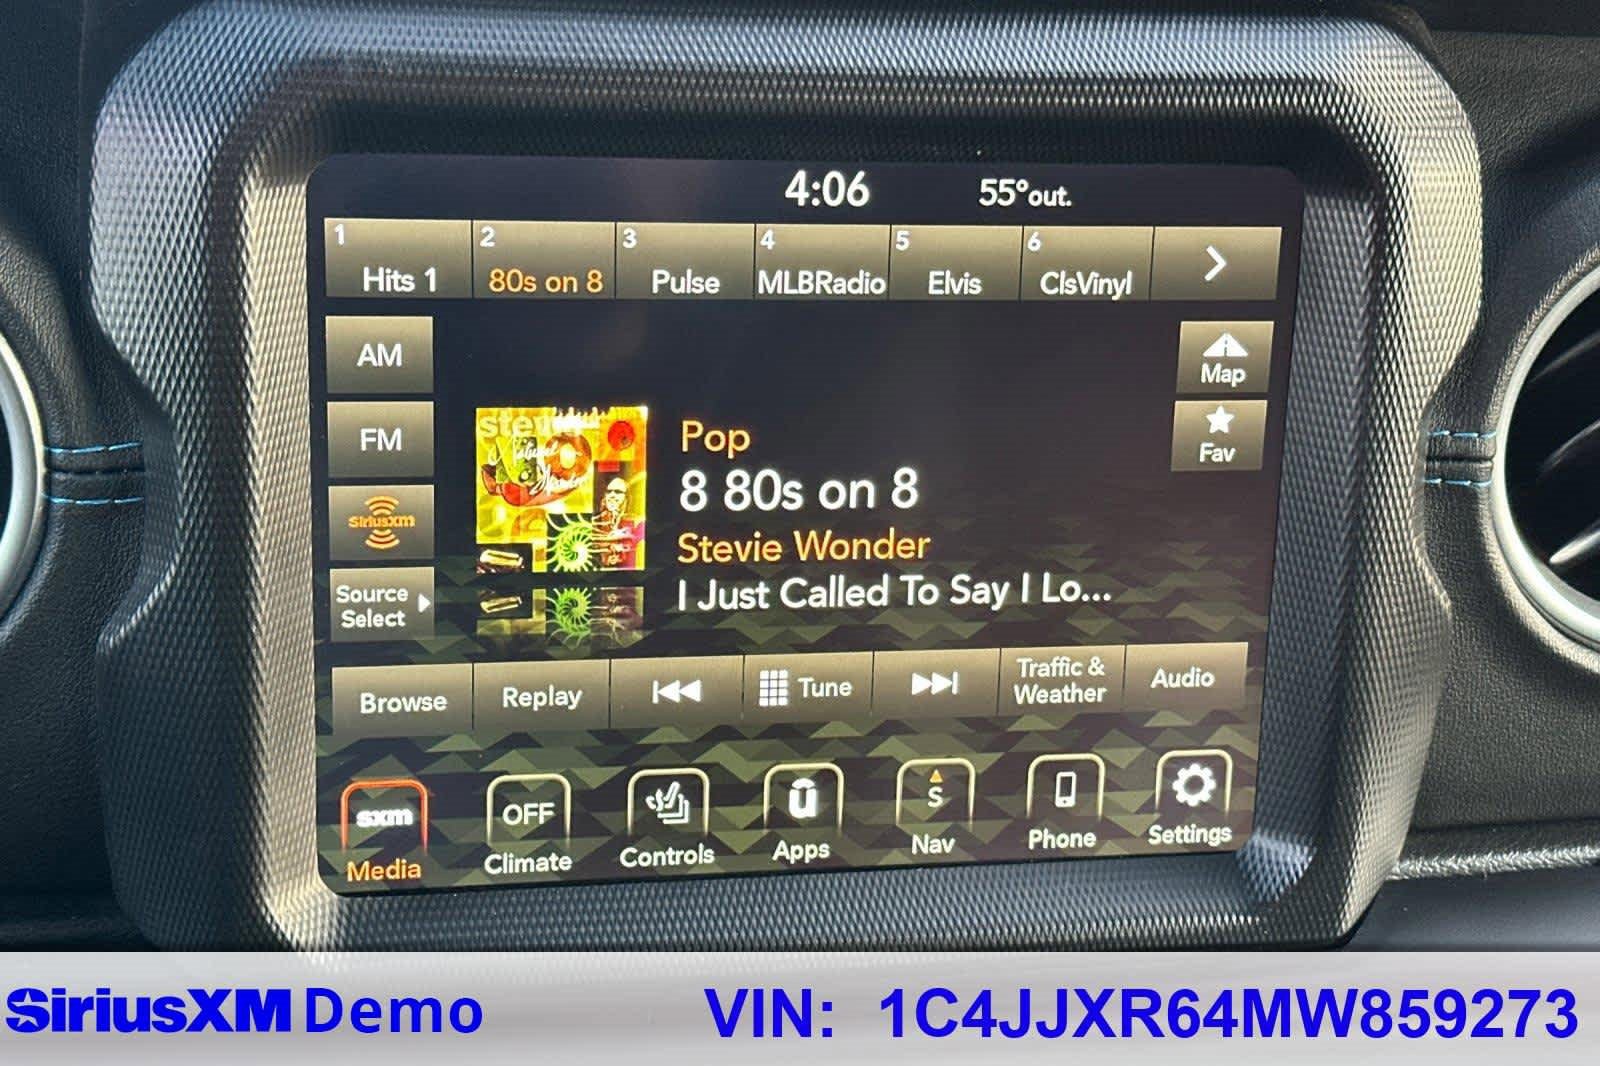 4:06 55°out.
1 2 3 4 5 6
Hits 1 80s on 8 Pulse MLBRadio Elvis ClsVinyl
AM
FM
SiriusXM
Source
Select
Map
Fav
stevie
Natural
Wonder
Pop
8 80s on 8
Stevie Wonder
I Just Called To Say I Lo...
Browse Replay Tune Traffic &
Weather Audio
sxm OFF û S
Media Climate Controls Apps Nav Phone Settings
SiriusXM Demo VIN: 1C4JJXR64MW859273